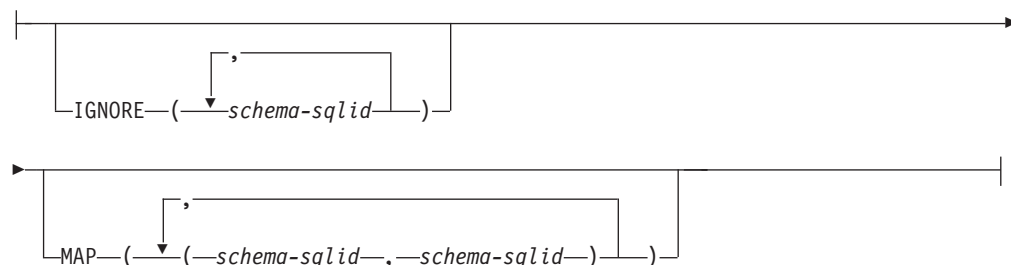 ,
IGNORE ( schema-sqlid )
,
MAP ( ( schema-sqlid , schema-sqlid ) )